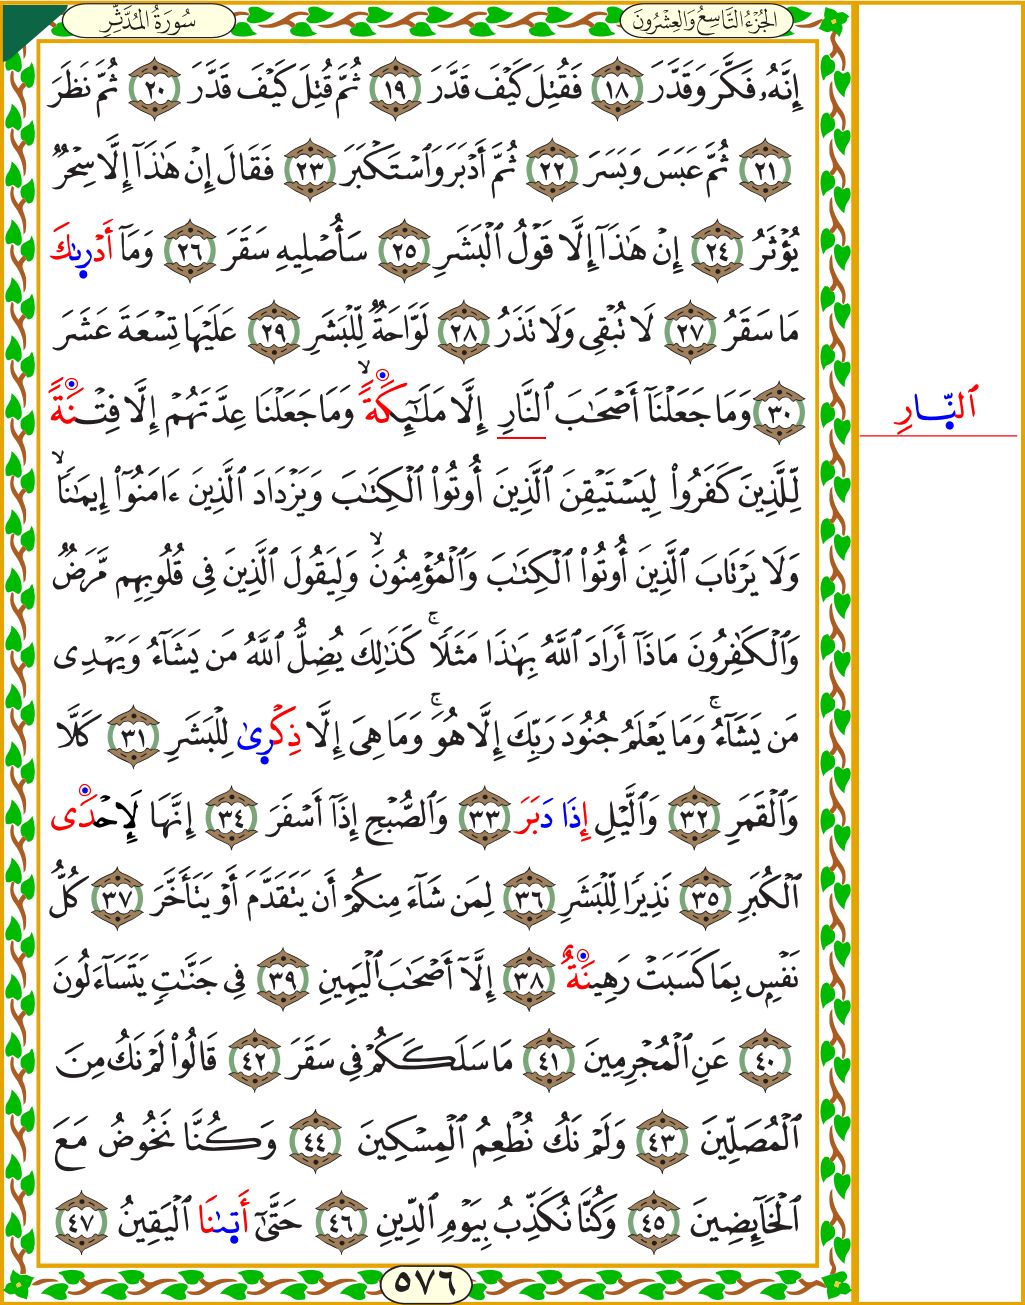 سُورَةُ المُدَّثِّرِ
الجُزْءُ التَّاسِعُ وَالعِشْرُونَ
إِنَّهُۥ فَكَّرَ وَقَدَّرَ ١٨ فَقُتِلَ كَيْفَ قَدَّرَ ١٩ ثُمَّ قُتِلَ كَيْفَ قَدَّرَ ٢٠ ثُمَّ نَظَرَ
٢١ ثُمَّ عَبَسَ وَبَسَرَ ٢٢ ثُمَّ أَدْبَرَ وَٱسْتَكْبَرَ ٢٣ فَقَالَ إِنْ هَٰذَآ إِلَّا سِحْرٌ
يُؤْثَرُ ٢٤ إِنْ هَٰذَآ إِلَّا قَوْلُ ٱلْبَشَرِ ٢٥ سَأُصْلِيهِ سَقَرَ ٢٦ وَمَآ أَدْرىٰكَ
مَا سَقَرُ ٢٧ لَا تُبْقِى وَلَا تَذَرُ ٢٨ لَوَّاحَةٌ لِّلْبَشَرِ ٢٩ عَلَيْهَا تِسْعَةَ عَشَرَ
٣٠ وَمَا جَعَلْنَآ أَصْحَٰبَ ٱلنَّارِ إِلَّا مَلَٰٓئِكَةً ۙ وَمَا جَعَلْنَا عِدَّتَهُمْ إِلَّا فِتْنَةً
ٱلنّارِ
لِّلَّذِينَ كَفَرُوا۟ لِيَسْتَيْقِنَ ٱلَّذِينَ أُوتُوا۟ ٱلْكِتَٰبَ وَيَزْدَادَ ٱلَّذِينَ ءَامَنُوٓا۟ إِيمَٰنًا ۙ
وَلَا يَرْتَابَ ٱلَّذِينَ أُوتُوا۟ ٱلْكِتَٰبَ وَٱلْمُؤْمِنُونَ ۙ وَلِيَقُولَ ٱلَّذِينَ فِى قُلُوبِهِم مَّرَضٌ
وَٱلْكَٰفِرُونَ مَاذَآ أَرَادَ ٱللَّهُ بِهَٰذَا مَثَلًا ۚ كَذَٰلِكَ يُضِلُّ ٱللَّهُ مَن يَشَآءُ وَيَهْدِى
مَن يَشَآءُ ۚ وَمَا يَعْلَمُ جُنُودَ رَبِّكَ إِلَّا هُوَ ۚ وَمَا هِىَ إِلَّا ذِكْرِىٰ لِلْبَشَرِ ٣١ كَلَّا
وَٱلْقَمَرِ ٣٢ وَٱلَّيْلِ إِذَا دَبَرَ ٣٣ وَٱلصُّبْحِ إِذَآ أَسْفَرَ ٣٤ إِنَّهَا لَإِحْدَى
ٱلْكُبَرِ ٣٥ نَذِيرًا لِّلْبَشَرِ ٣٦ لِمَن شَآءَ مِنكُمْ أَن يَتَقَدَّمَ أَوْ يَتَأَخَّرَ ٣٧ كُلُّ
نَفْسٍۭ بِمَا كَسَبَتْ رَهِينَةٌ ٣٨ إِلَّآ أَصْحَٰبَ ٱلْيَمِينِ ٣٩ فِى جَنَّٰتٍ يَتَسَآءَلُونَ
٤٠ عَنِ ٱلْمُجْرِمِينَ ٤١ مَا سَلَكَكُمْ فِى سَقَرَ ٤٢ قَالُوا۟ لَمْ نَكُ مِنَ
ٱلْمُصَلِّينَ ٤٣ وَلَمْ نَكُ نُطْعِمُ ٱلْمِسْكِينَ ٤٤ وَكُنَّا نَخُوضُ مَعَ
ٱلْخَآئِضِينَ ٤٥ وَكُنَّا نُكَذِّبُ بِيَوْمِ ٱلدِّينِ ٤٦ حَتَّىٰٓ أَتىٰنَا ٱلْيَقِينُ ٤٧
٥٧٦